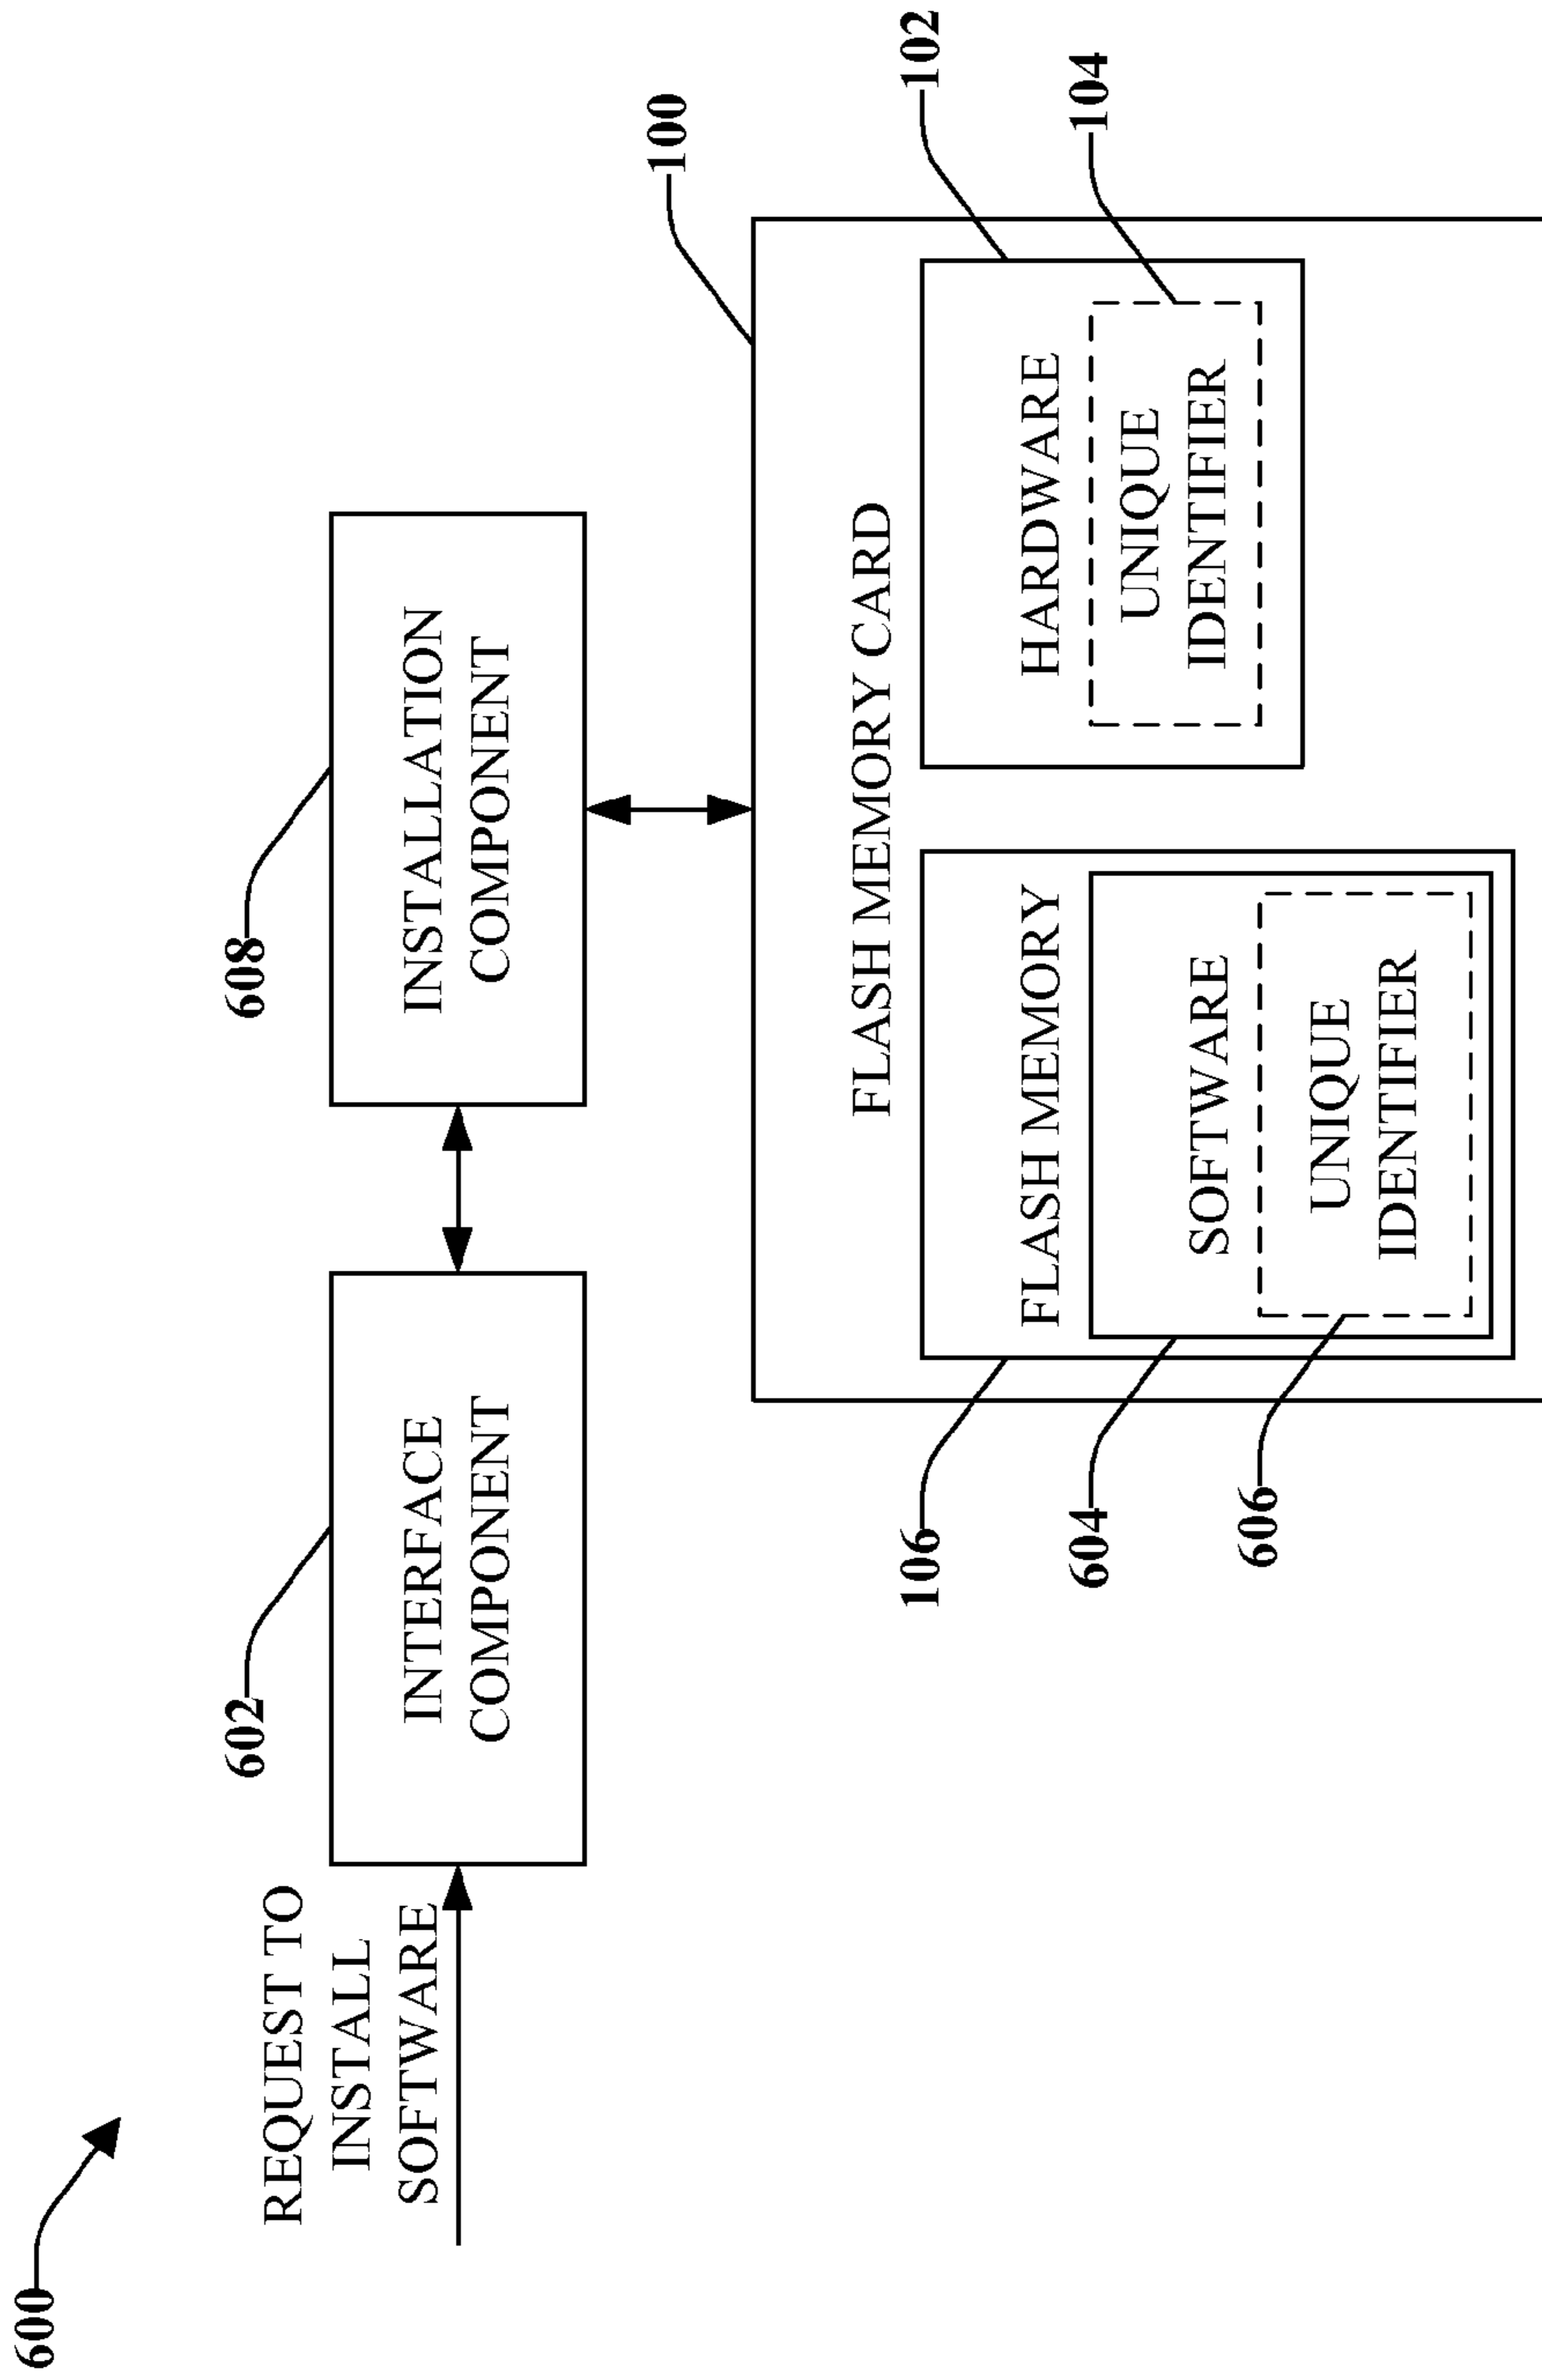 600
REQUEST TO
INSTALL
SOFTWARE
602
INTERFACE
COMPONENT
608
INSTALLATION
COMPONENT
100
FLASH MEMORY CARD
106
FLASH MEMORY
604
SOFTWARE
606
UNIQUE
IDENTIFIER
102
HARDWARE
104
UNIQUE
IDENTIFIER